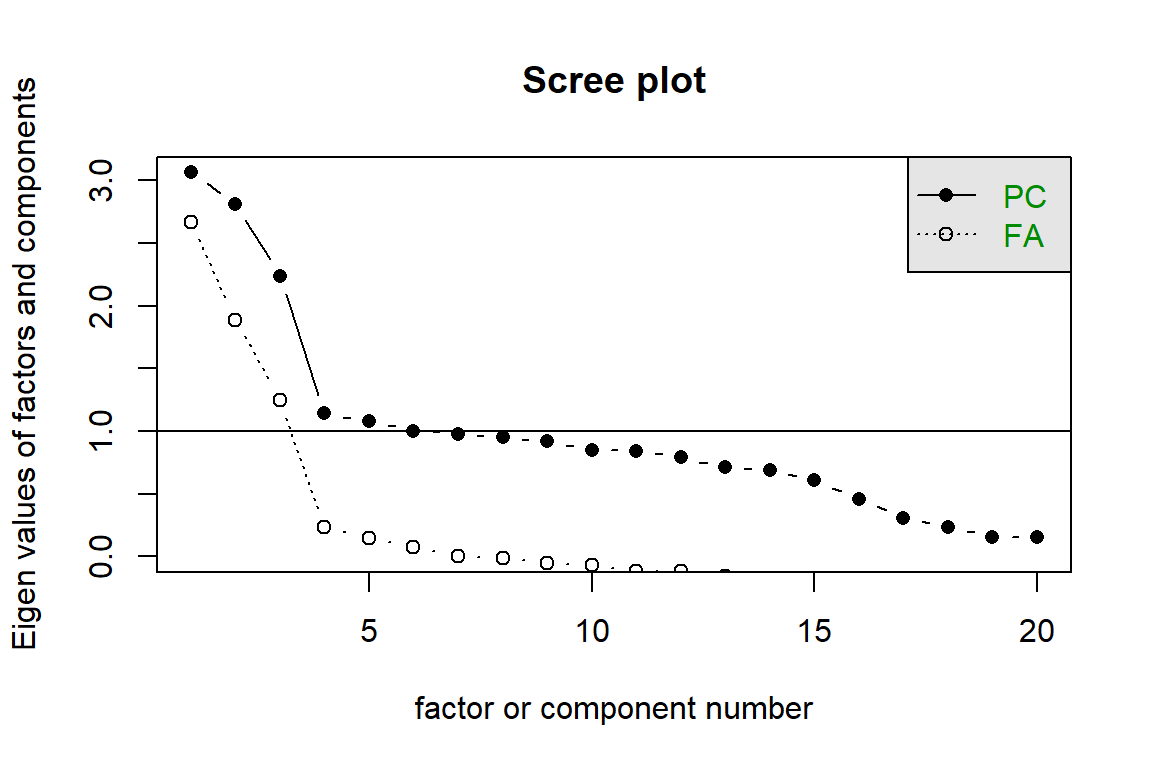 Scree plot
Eigen values of factors and components
3.0
2.0
1.0
0.0
PC
FA
5
10
15
20
factor or component number